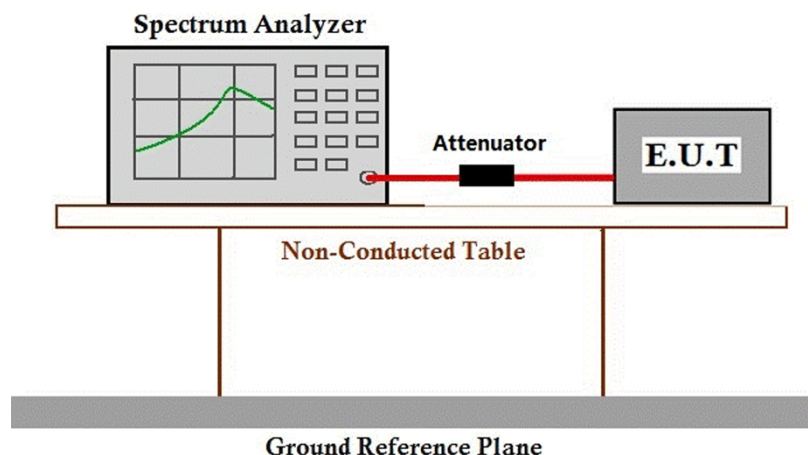 Spectrum Analyzer
Attenuator
E.U.T
Non-Conducted Table
Ground Reference Plane